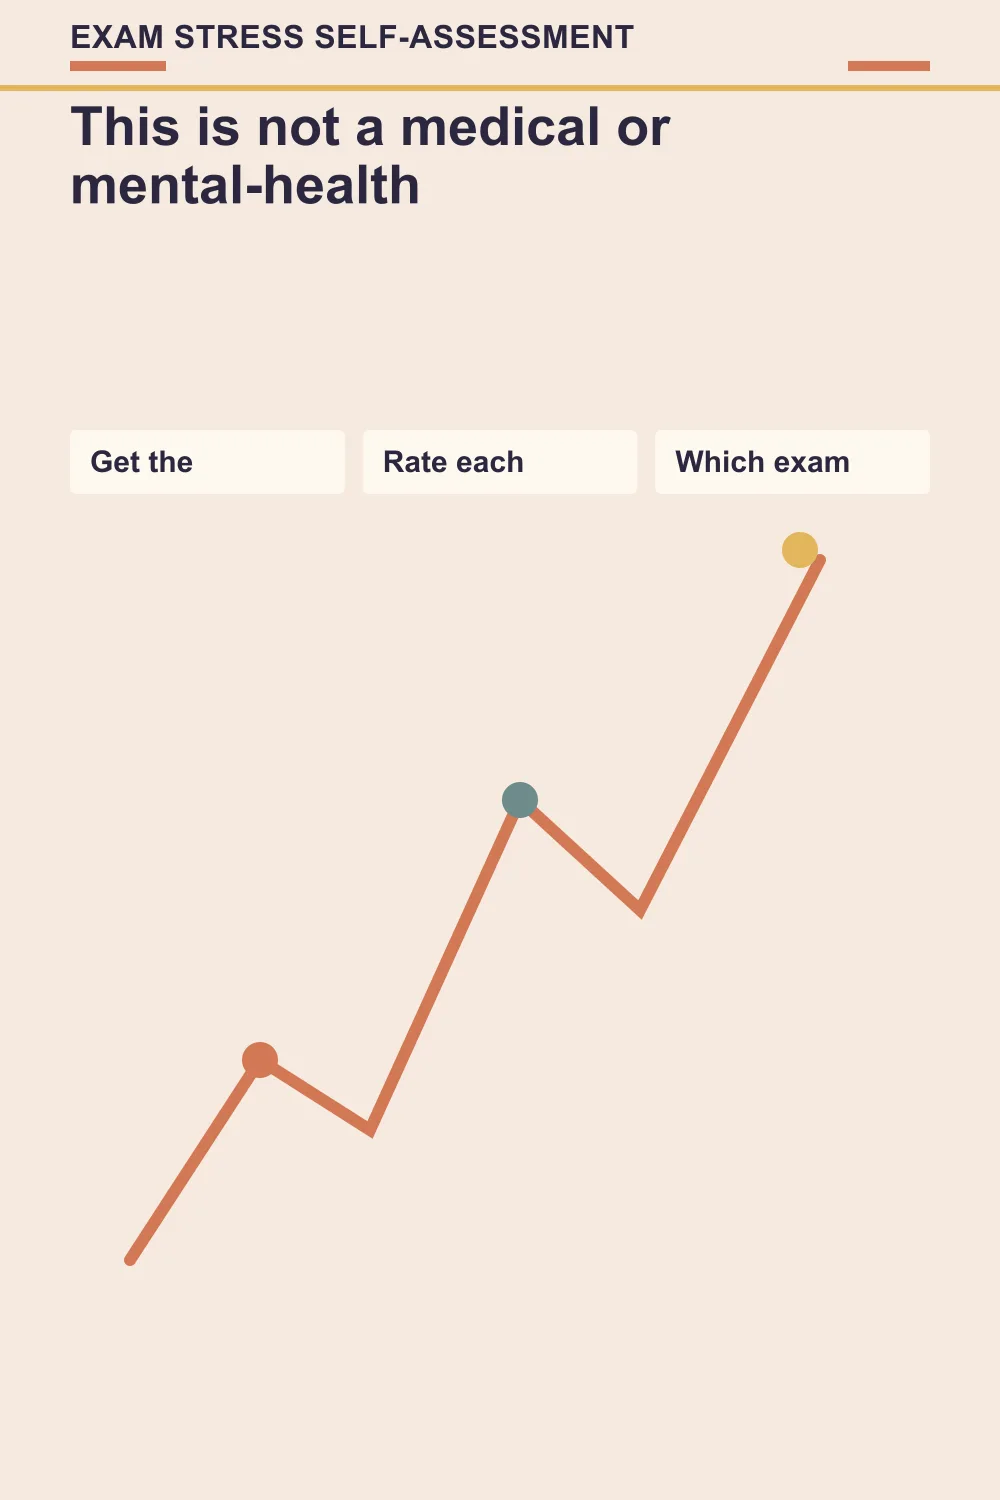 EXAM STRESS SELF-ASSESSMENT
This is not a medical or
mental-health
Get the
Rate each
Which exam